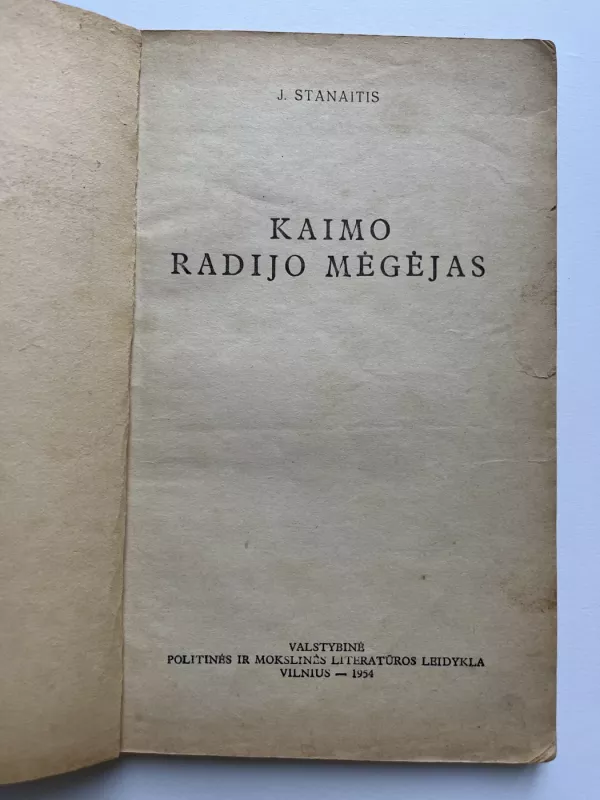 J. STANAITIS
KAIMO
RADIJO MĖGĖJAS
VALSTYBINĖ
POLITINĖS IR MOKSLINĖS LITERATŪROS LEIDYKLA
VILNIUS — 1954